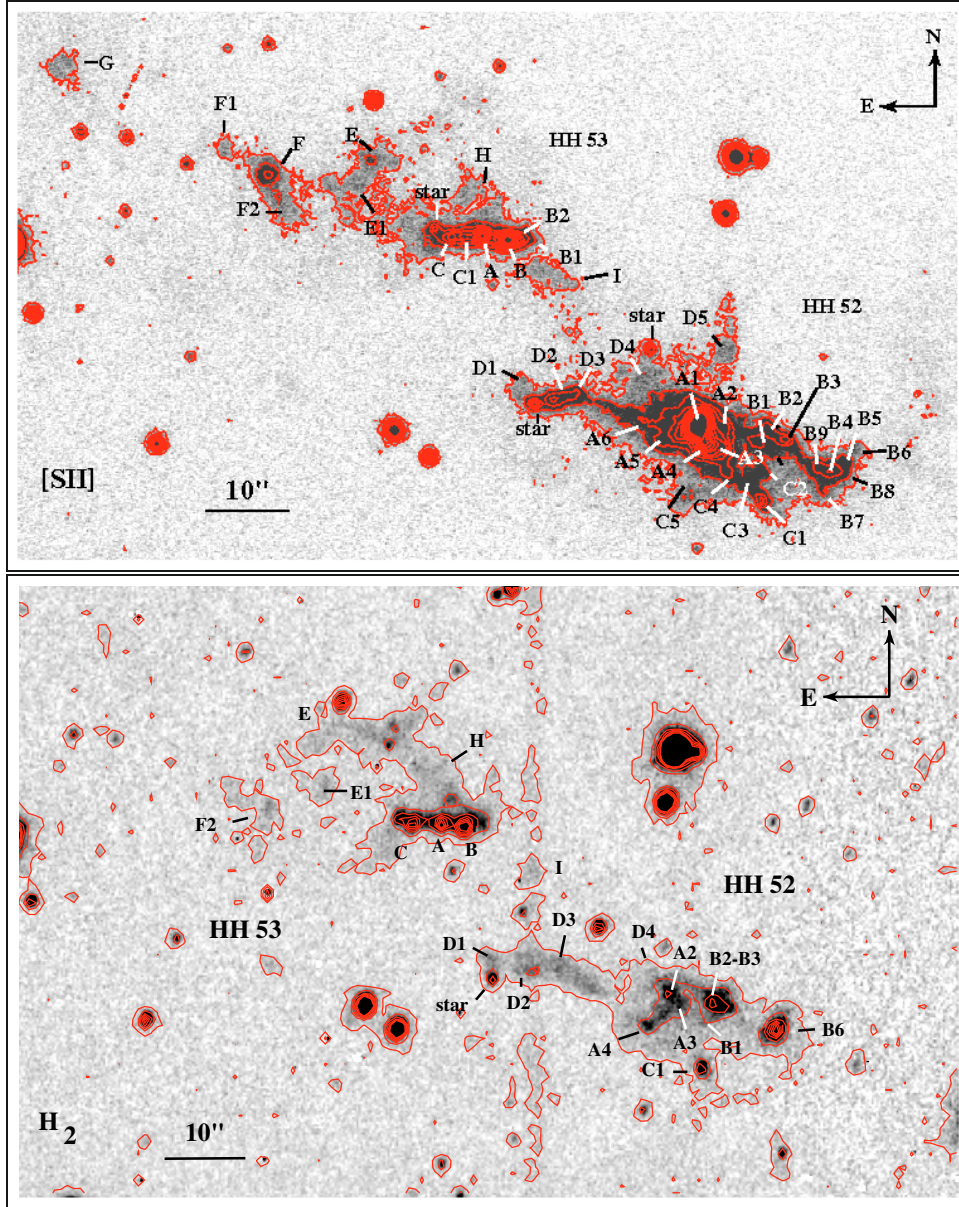 G
N
E
F1
F
E
HH 53
H
star
F2
E1
B2
C
C1
A
B
B1
I
HH 52
star
D5
D1
D2
D3
D4
A1
A2
B1
B2
B3
star
A6
A5
A4
A3
B9
B4
B5
B6
[SII]
10"
C5
C4
C3
C2
C1
B7
B8
N
E
E
H
E1
F2
C
A
B
I
HH 52
HH 53
D1
D3
D4
A2
B2-B3
star
D2
A4
A3
B1
B6
C1
H2
10"